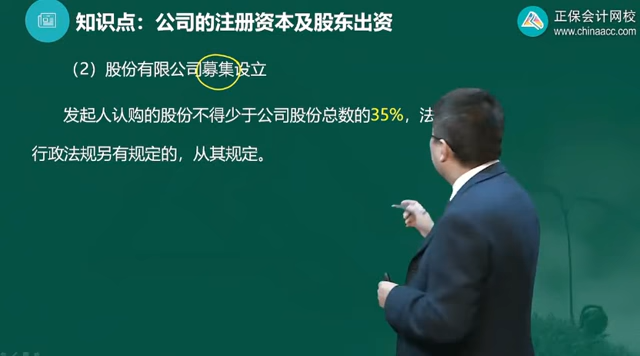 知识点：公司的注册资本及股东出资
正保会计网校
www.chinaacc.com
（2）股份有限公司募集设立
发起人认购的股份不得少于公司股份总数的35%，法
行政法规另有规定的，从其规定。